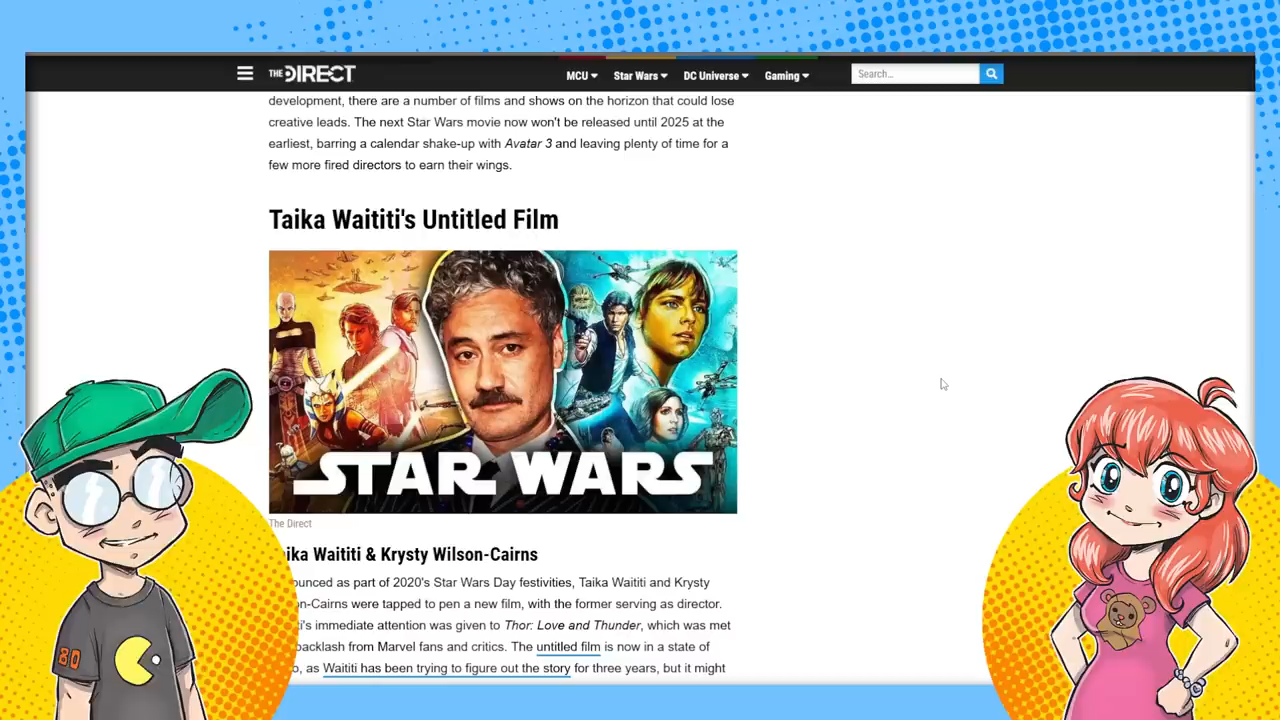 THE DIRECT
MCU Star Wars DC Universe Gaming
Search...
development, there are a number of films and shows on the horizon that could lose
creative leads. The next Star Wars movie now won't be released until 2025 at the
earliest, barring a calendar shake-up with Avatar 3 and leaving plenty of time for a
few more fired directors to earn their wings.
Taika Waititi's Untitled Film
STAR WARS
The Direct
ika Waititi & Krysty Wilson-Cairns
ounced as part of 2020's Star Wars Day festivities, Taika Waititi and Krysty
on-Cairns were tapped to pen a new film, with the former serving as director.
ti's immediate attention was given to Thor: Love and Thunder, which was met
backlash from Marvel fans and critics. The untitled film is now in a state of
o, as Waititi has been trying to figure out the story for three years, but it might
80